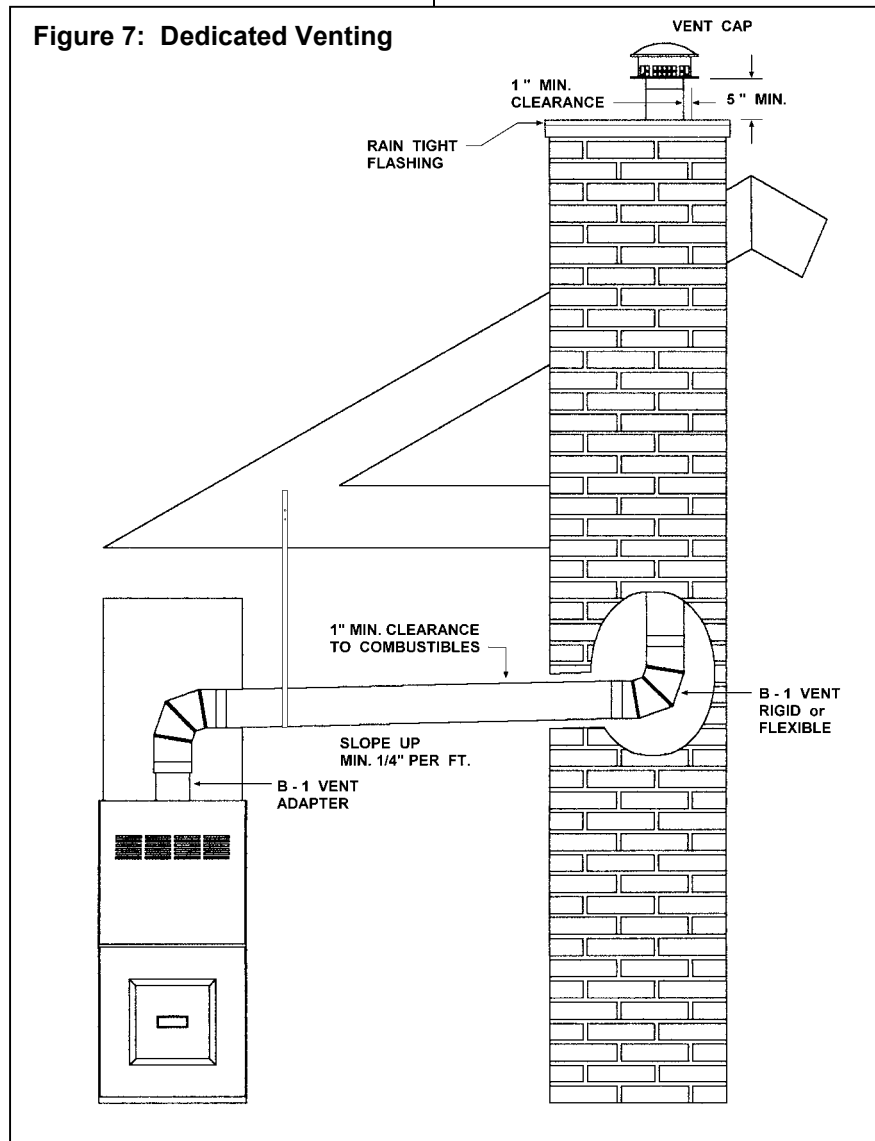 Figure 7: Dedicated Venting
VENT CAP
1" MIN.
CLEARANCE
5" MIN.
RAIN TIGHT
FLASHING
1" MIN. CLEARANCE
TO COMBUSTIBLES
B - 1 VENT
RIGID or
FLEXIBLE
SLOPE UP
MIN. 1/4" PER FT.
B - 1 VENT
ADAPTER